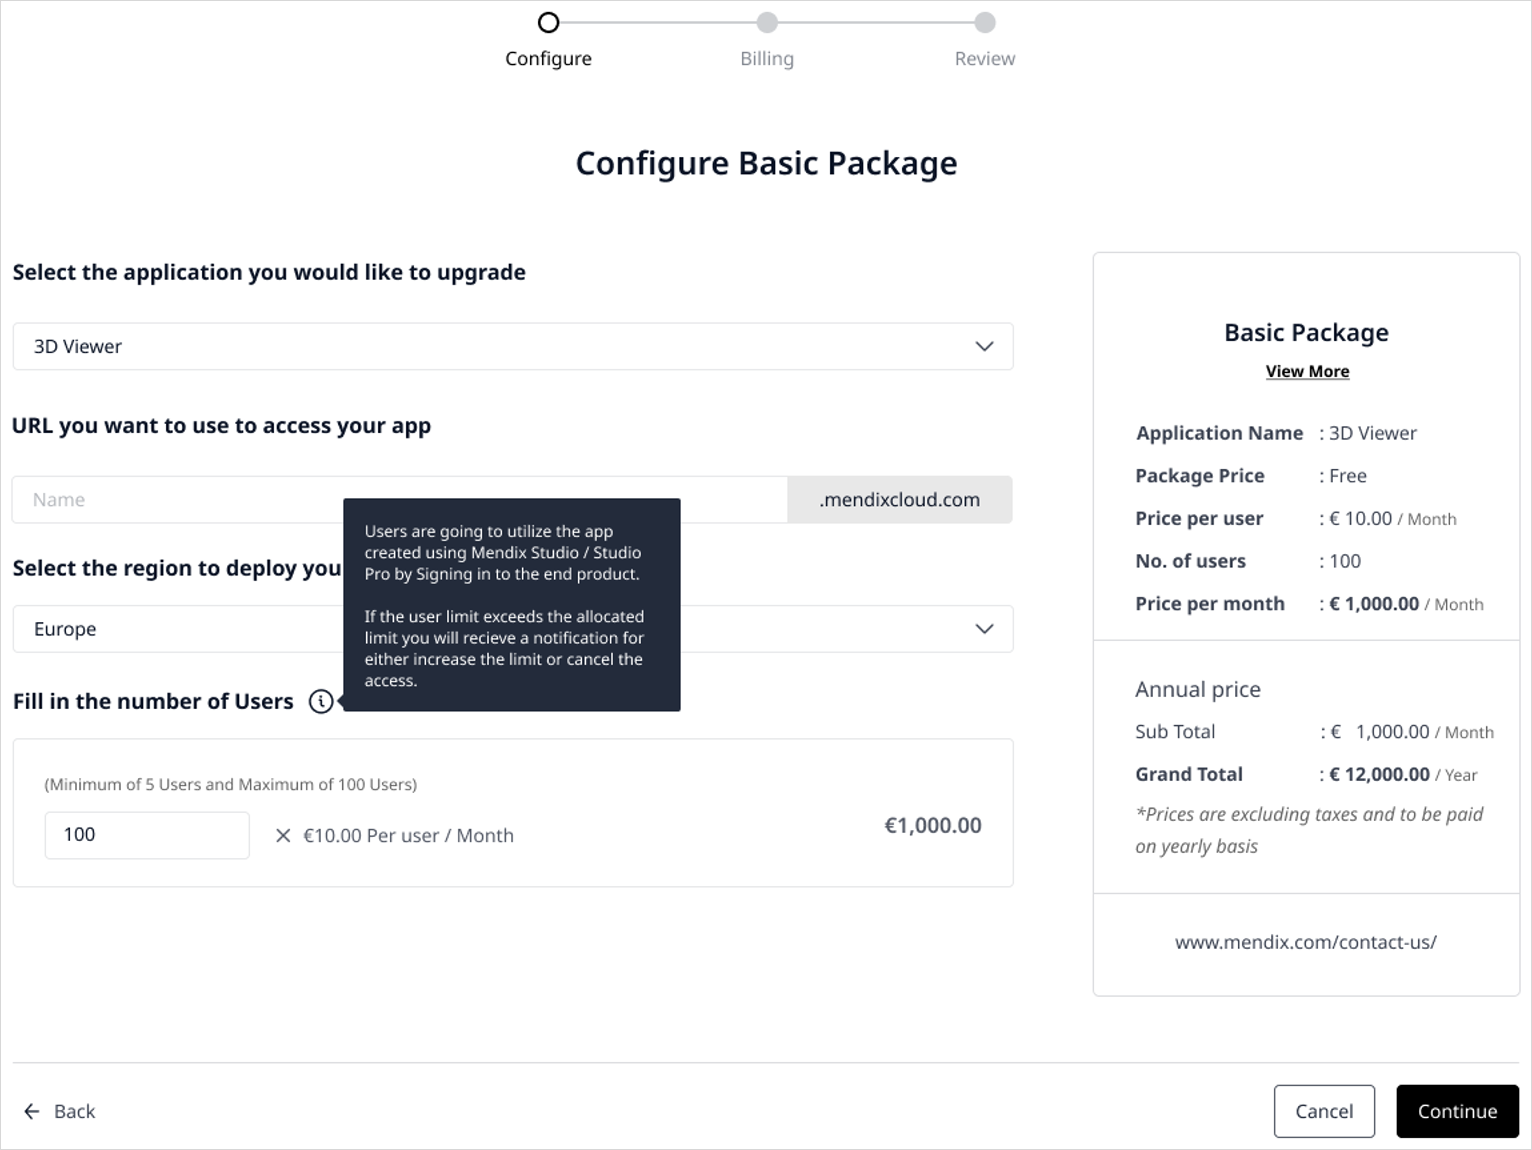 Configure
Billing
Review
Configure Basic Package
Select the application you would like to upgrade
3D Viewer
URL you want to use to access your app
Name
.mendixcloud.com
Users are going to utilize the app
created using Mendix Studio / Studio
Pro by Signing in to the end product.
If the user limit exceeds the allocated
limit you will recieve a notification for
either increase the limit or cancel the
access.
Select the region to deploy you
Europe
Fill in the number of Users
(Minimum of 5 Users and Maximum of 100 Users)
100
× €10.00 Per user / Month
€1,000.00
Basic Package
View More
Application Name : 3D Viewer
Package Price : Free
Price per user : € 10.00 / Month
No. of users : 100
Price per month : € 1,000.00 / Month
Annual price
Sub Total : € 1,000.00 / Month
Grand Total : € 12,000.00 / Year
*Prices are excluding taxes and to be paid
on yearly basis
www.mendix.com/contact-us/
Back
Cancel
Continue